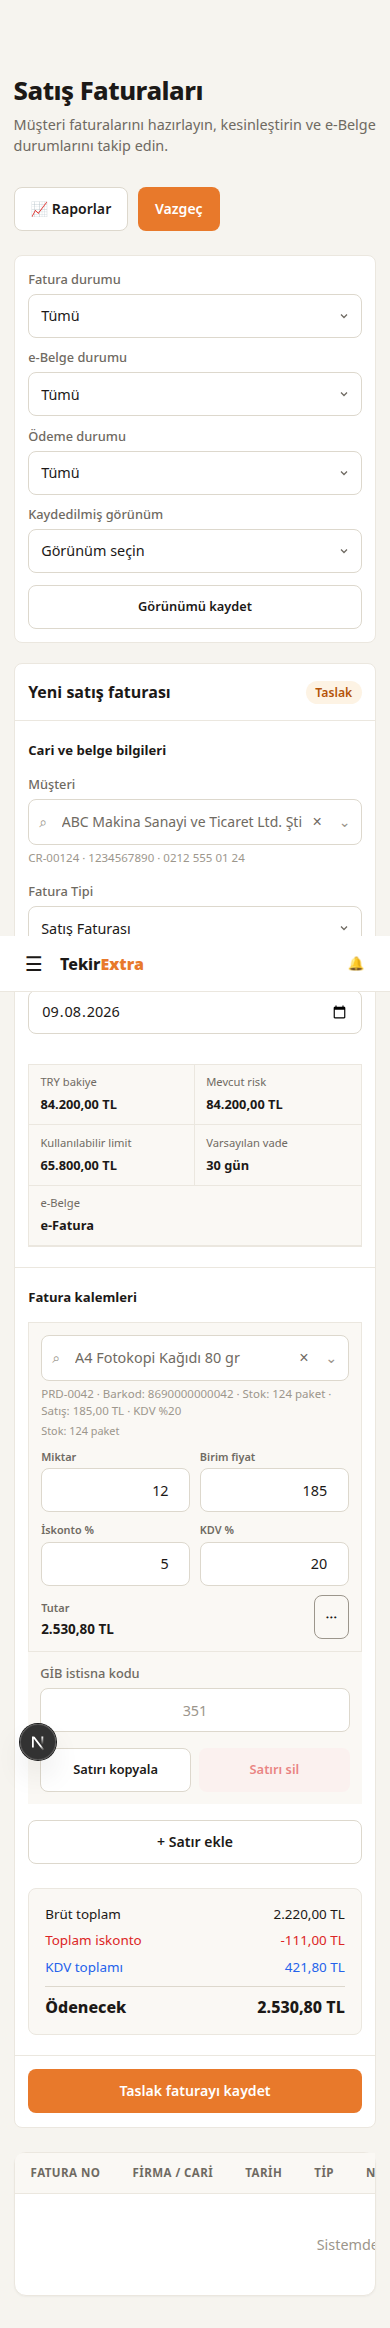 Satış Faturaları
Müşteri faturalarını hazırlayın, kesinleştirin ve e-Belge
durumlarını takip edin.
Raporlar
Vazgeç
Fatura durumu
Tümü
e-Belge durumu
Tümü
Ödeme durumu
Tümü
Kaydedilmiş görünüm
Görünüm seçin
Görünümü kaydet
Yeni satış faturası
Taslak
Cari ve belge bilgileri
Müşteri
ABC Makina Sanayi ve Ticaret Ltd. Şti
CR-00124 · 1234567890 · 0212 555 01 24
Fatura Tipi
Satış Faturası
TekirExtra
09.08.2026
TRY bakiye
84.200,00 TL
Mevcut risk
84.200,00 TL
Kullanılabilir limit
65.800,00 TL
Varsayılan vade
30 gün
e-Belge
e-Fatura
Fatura kalemleri
A4 Fotokopi Kağıdı 80 gr
PRD-0042 · Barkod: 8690000000042 · Stok: 124 paket ·
Satış: 185,00 TL · KDV %20
Stok: 124 paket
Miktar
12
Birim fiyat
185
İskonto %
5
KDV %
20
Tutar
2.530,80 TL
GİB istisna kodu
351
N
Satırı kopyala
Satırı sil
+ Satır ekle
Brüt toplam 2.220,00 TL
Toplam iskonto -111,00 TL
KDV toplamı 421,80 TL
Ödenecek 2.530,80 TL
Taslak faturayı kaydet
FATURA NO FİRMA / CARİ TARİH TİP N
Sistemde